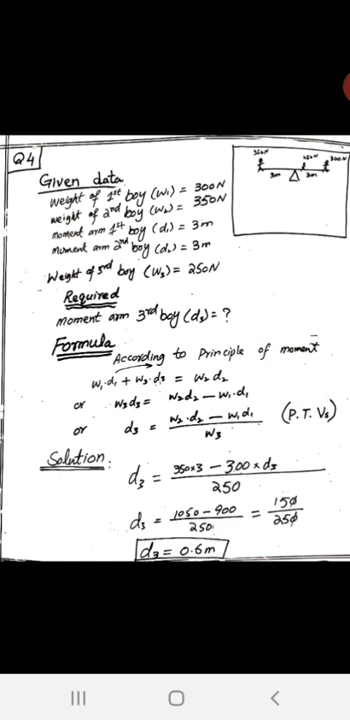 Q4
350N 250N 300N
3m 3m
Given data
Weight of 1st boy (W₁) = 300N
weight of 2nd boy (W₂) = 350N
moment arm 1st boy (d₁) = 3m
moment arm 2nd boy (d₂) = 3m
Weight of 3rd boy (W₃) = 250N
Required
moment arm 3rd boy (d₃) = ?
Formula
According to Principle of moment
W₁.d₁ + W₃.d₃ = W₂ d₂
or W₃d₃ = W₂d₂ — W₁.d₁
or d₃ = W₂.d₂ — W₁d₁ / W₃ (P.T. Vs)
Solution.
d₃ = 350x3 — 300 x d₃ / 250
d₃ = 1050 - 900 / 250 = 150 / 250
d₃ = 0.6m